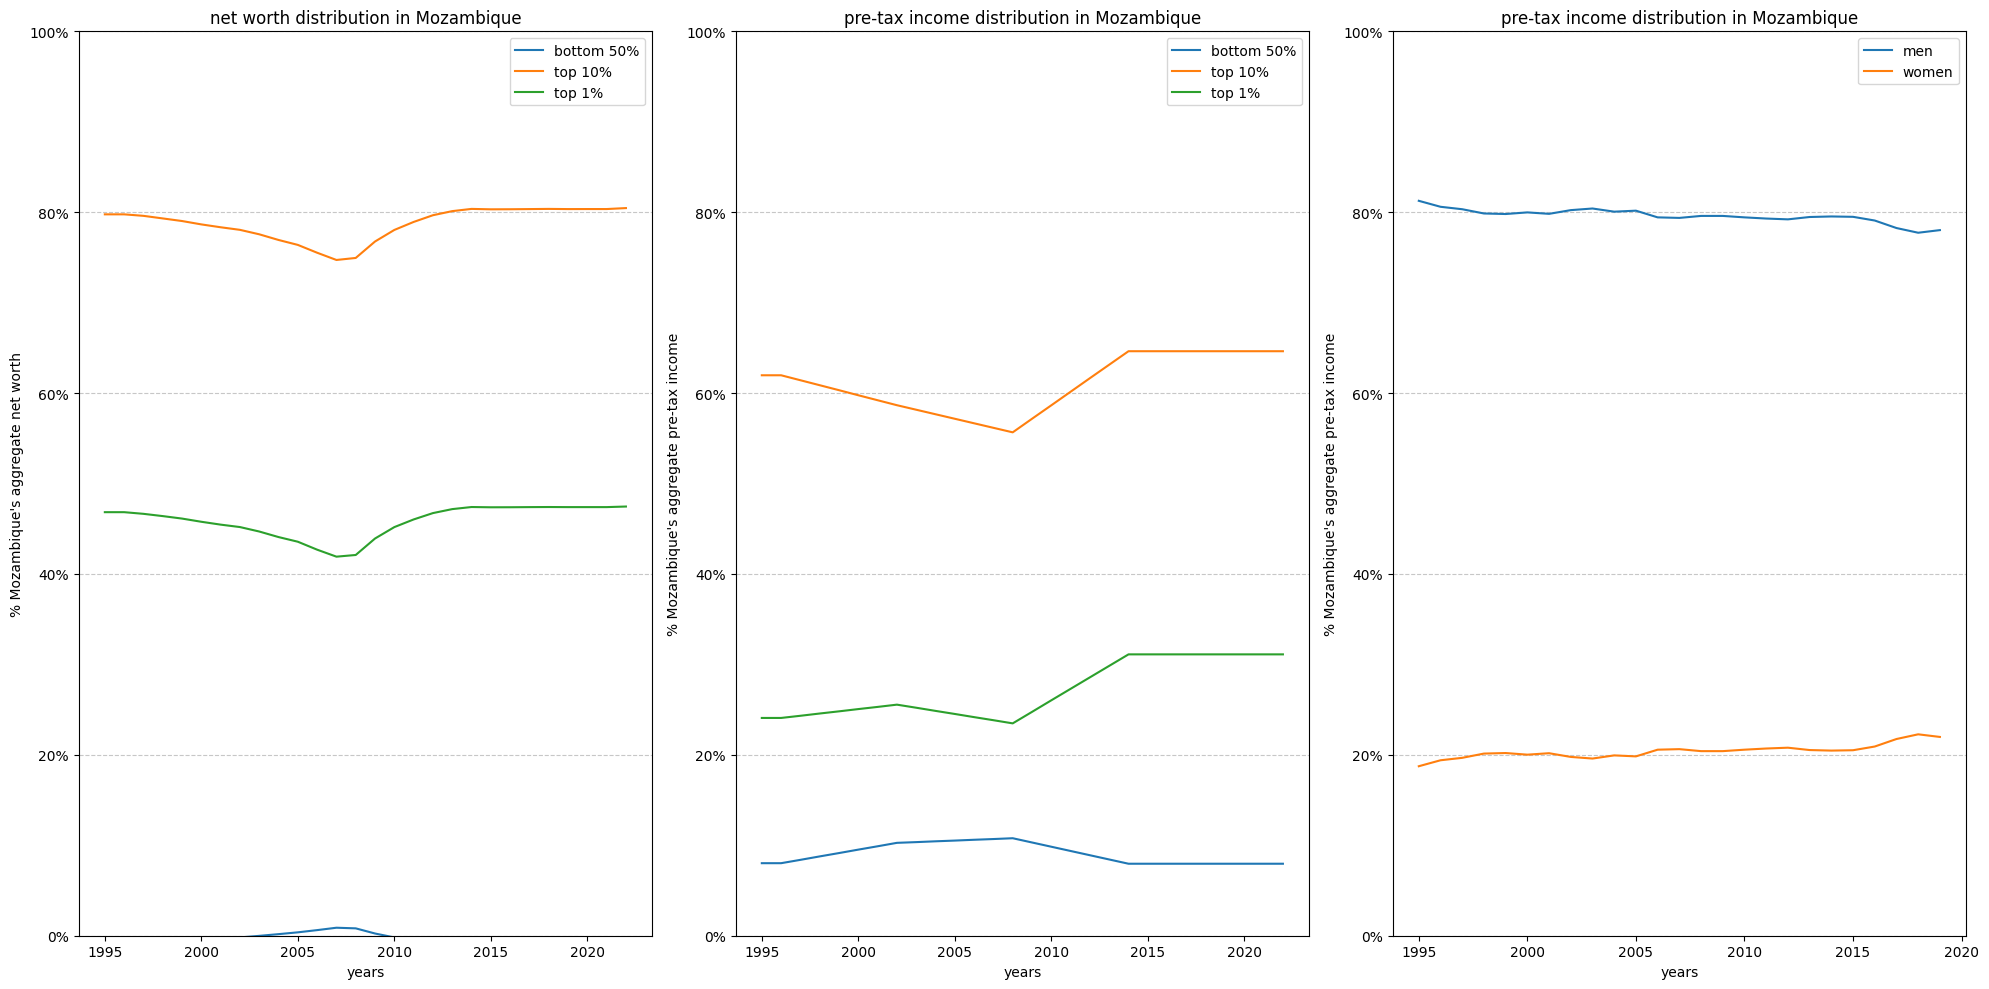 net worth distribution in Mozambique
100%
80%
60%
40%
20%
0%
% Mozambique's aggregate net worth
bottom 50%
top 10%
top 1%
1995
2000
2005
2010
2015
2020
years
pre-tax income distribution in Mozambique
100%
80%
60%
40%
20%
0%
% Mozambique's aggregate pre-tax income
bottom 50%
top 10%
top 1%
1995
2000
2005
2010
2015
2020
years
pre-tax income distribution in Mozambique
100%
80%
60%
40%
20%
0%
% Mozambique's aggregate pre-tax income
men
women
1995
2000
2005
2010
2015
2020
years